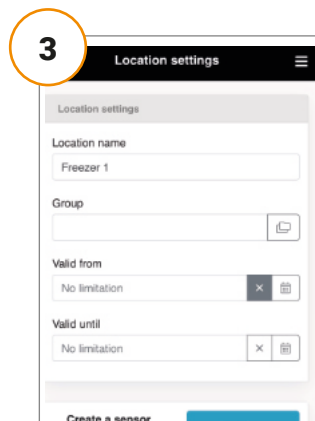 3
Location settings
Location settings
Location name
Freezer 1
Group
Valid from
No limitation
Valid until
No limitation
Create a sensor